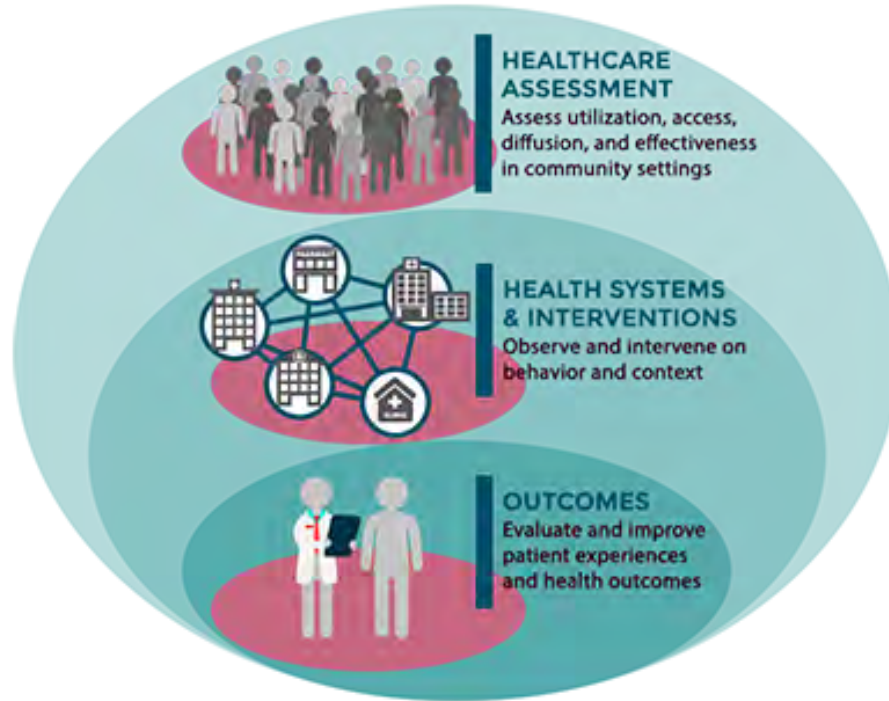 HEALTHCARE
ASSESSMENT
Assess utilization, access,
diffusion, and effectiveness
in community settings
HEALTH SYSTEMS
& INTERVENTIONS
Observe and intervene on
behavior and context
OUTCOMES
Evaluate and improve
patient experiences
and health outcomes